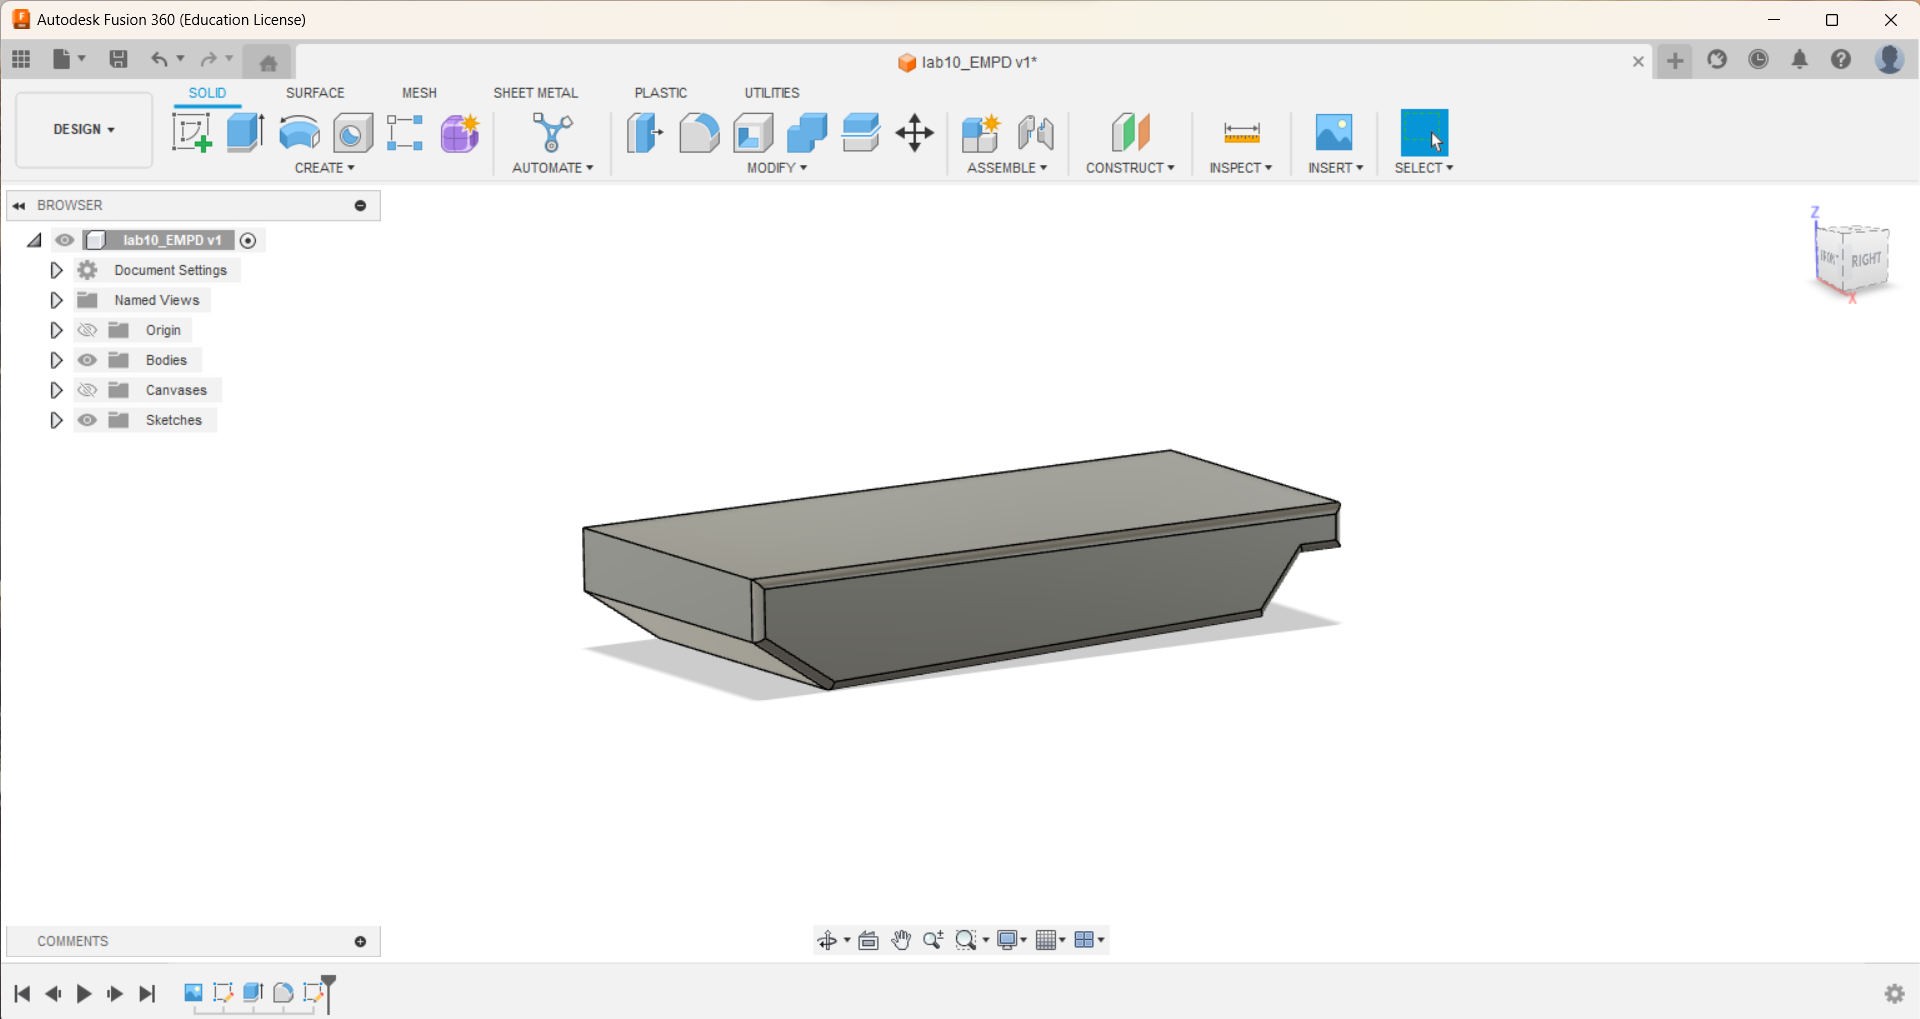 Autodesk Fusion 360 (Education License)
lab10_EMPD v1*
SOLID SURFACE MESH SHEET METAL PLASTIC UTILITIES
DESIGN
CREATE AUTOMATE MODIFY ASSEMBLE CONSTRUCT INSPECT INSERT SELECT
BROWSER
lab10_EMPD v1
Document Settings
Named Views
Origin
Bodies
Canvases
Sketches
Z
FRONT RIGHT
X
COMMENTS